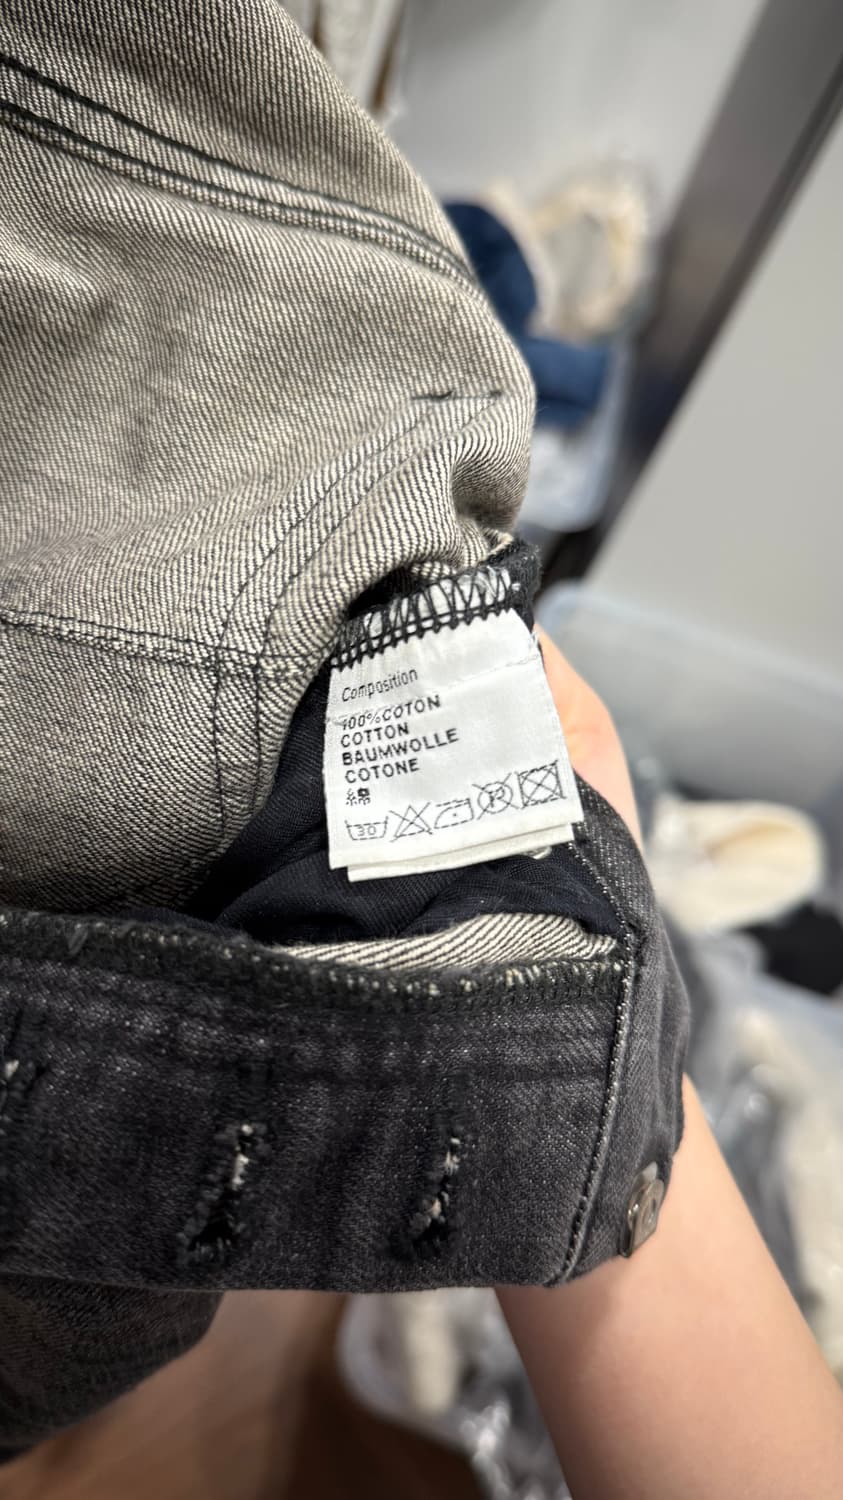 Composition
100%COTON
COTTON
BAUMWOLLE
COTONE
綿
30 P